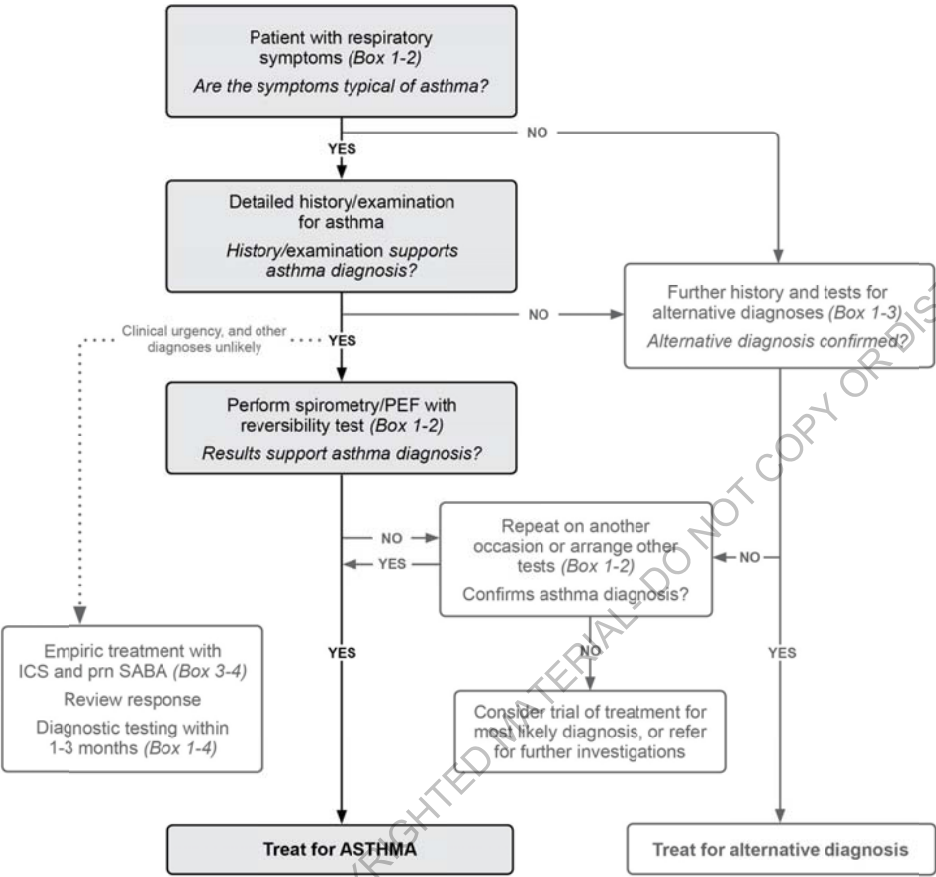 Patient with respiratory
symptoms (Box 1-2)
Are the symptoms typical of asthma?
NO
YES
Detailed history/examination
for asthma
History/examination supports
asthma diagnosis?
Further history and tests for
alternative diagnoses (Box 1-3)
Alternative diagnosis confirmed?
NO
Clinical urgency, and other
diagnoses unlikely
YES
Perform spirometry/PEF with
reversibility test (Box 1-2)
Results support asthma diagnosis?
Repeat on another
occasion or arrange other
tests (Box 1-2)
Confirms asthma diagnosis?
NO
YES
NO
Empiric treatment with
ICS and prn SABA (Box 3-4)
Review response
Diagnostic testing within
1-3 months (Box 1-4)
YES
NO
YES
Consider trial of treatment for
most likely diagnosis, or refer
for further investigations
Treat for ASTHMA
Treat for alternative diagnosis
MATERIAL- DO NOT COPY OR